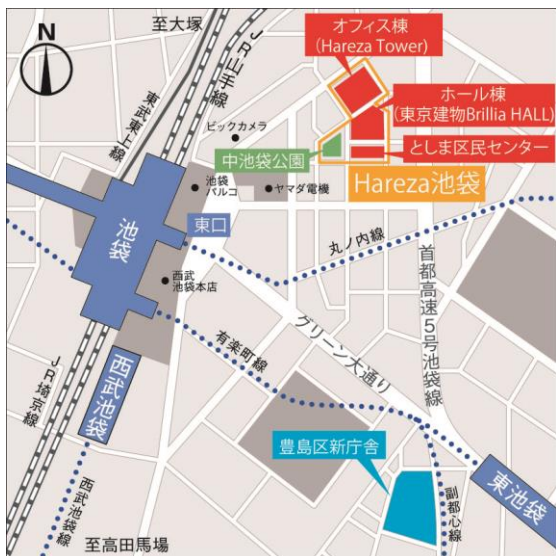 至大塚
N
東武東上線
JR山手線
オフィス棟
(Hareza Tower)
ホール棟
(東京建物Brillia HALL)
としま区民センター
Hareza池袋
中池袋公園
ビックカメラ
池袋
パルコ
ヤマダ電機
池袋
東口
丸ノ内線
首都高速5号池袋線
西武
池袋本店
グリーン大通り
有楽町線
JR埼京線
西武池袋
西武池袋線
豊島区新庁舎
東池袋
副都心線
至高田馬場